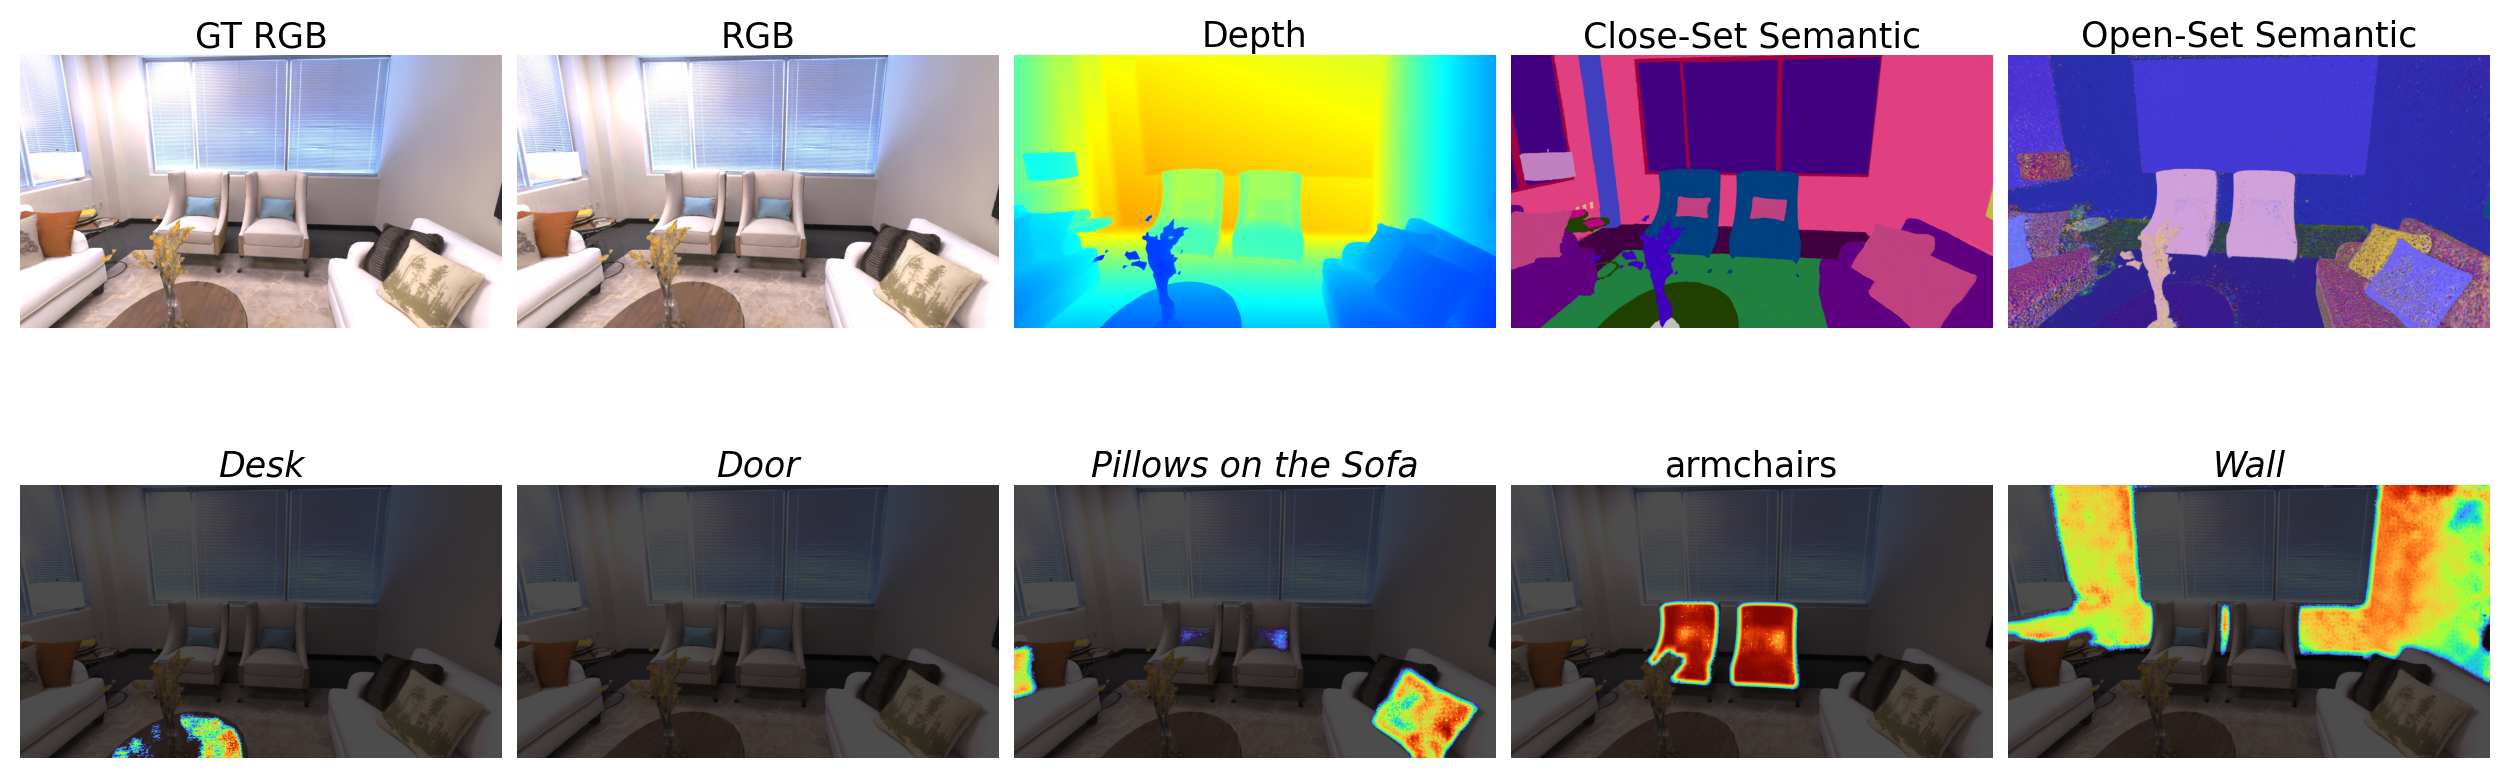 GT RGB
RGB
Depth
Close-Set Semantic
Open-Set Semantic
Desk
Door
Pillows on the Sofa
armchairs
Wall